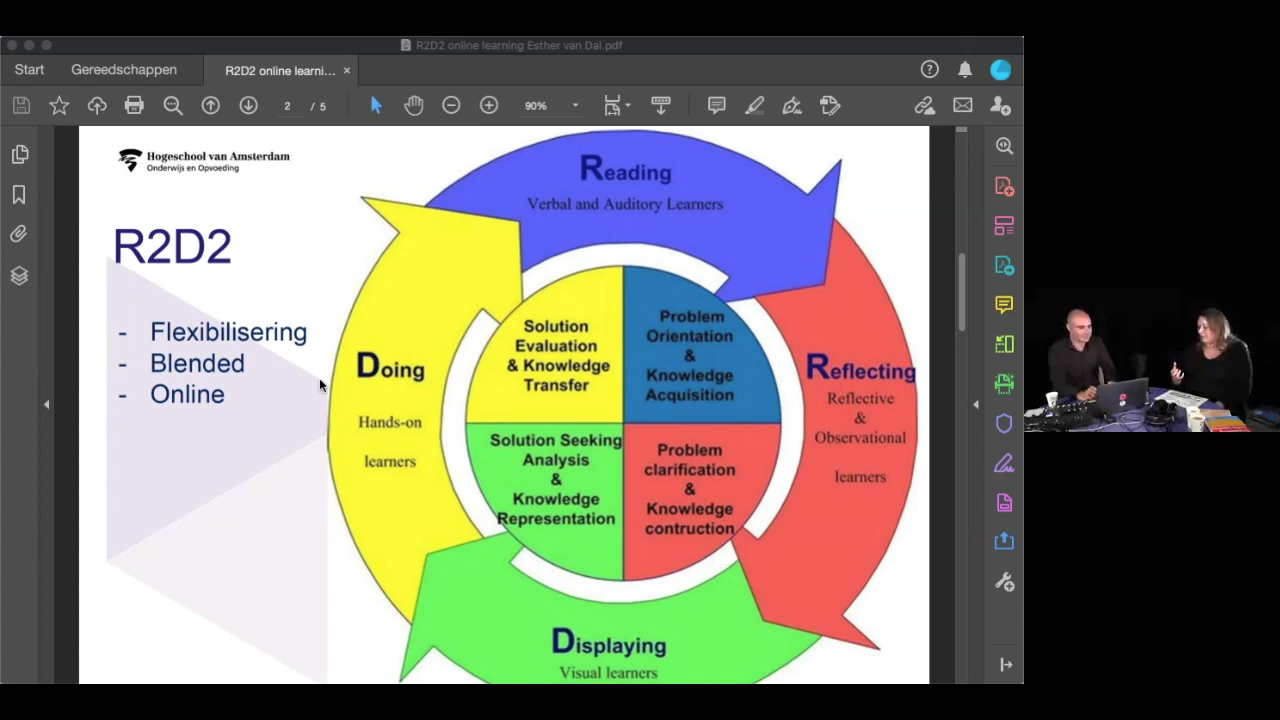 R2D2 online learning Esther van Dal.pdf
Start
Gereedschappen
R2D2 online learni...
2 / 5
90%
Hogeschool van Amsterdam
Onderwijs en Opvoeding
R2D2
- Flexibilisering
- Blended
- Online
Reading
Verbal and Auditory Learners
Reflecting
Reflective
&
Observational
learners
Displaying
Visual learners
Doing
Hands-on
learners
Solution
Evaluation
& Knowledge
Transfer
Problem
Orientation
&
Knowledge
Acquisition
Solution Seeking
Analysis
&
Knowledge
Representation
Problem
clarification
&
Knowledge
contruction